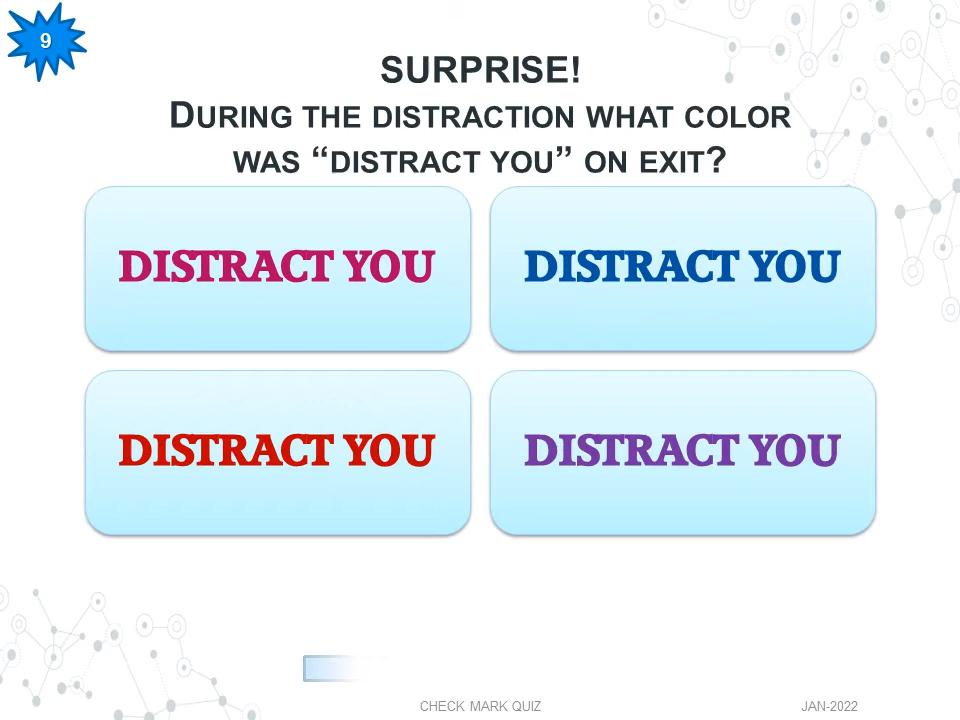 9
SURPRISE!
DURING THE DISTRACTION WHAT COLOR
WAS “DISTRACT YOU” ON EXIT?
DISTRACT YOU
DISTRACT YOU
DISTRACT YOU
DISTRACT YOU
CHECK MARK QUIZ
JAN-2022